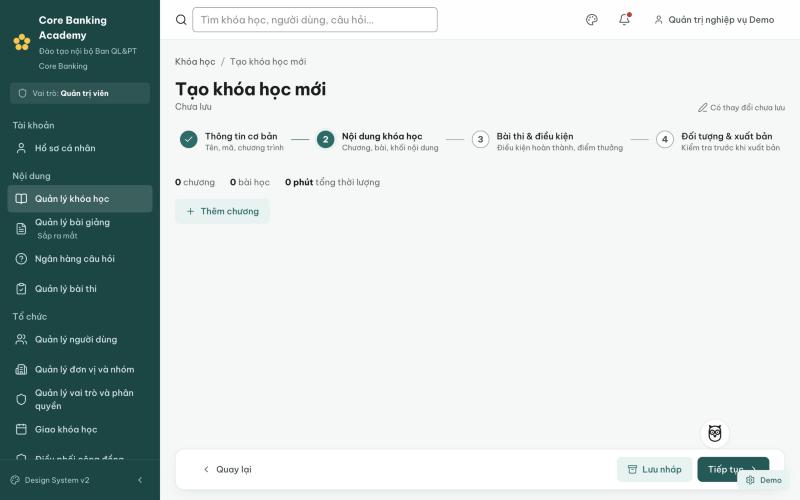 Core Banking
Academy
Đào tạo nội bộ Ban QL&PT
Core Banking
Vai trò: Quản trị viên
Tài khoản
Hồ sơ cá nhân
Nội dung
Quản lý khóa học
Quản lý bài giảng
Sắp ra mắt
Ngân hàng câu hỏi
Quản lý bài thi
Tổ chức
Quản lý người dùng
Quản lý đơn vị và nhóm
Quản lý vai trò và phân
quyền
Giao khóa học
Design System v2
Tìm khóa học, người dùng, câu hỏi...
Quản trị nghiệp vụ Demo
Khóa học / Tạo khóa học mới
Tạo khóa học mới
Chưa lưu
Có thay đổi chưa lưu
Thông tin cơ bản
Tên, mã, chương trình
2
Nội dung khóa học
Chương, bài, khối nội dung
3
Bài thi & điều kiện
Điều kiện hoàn thành, điểm thưởng
4
Đối tượng & xuất bản
Kiểm tra trước khi xuất bản
0 chương 0 bài học 0 phút tổng thời lượng
+ Thêm chương
Quay lại
Lưu nháp
Tiếp tục
Demo